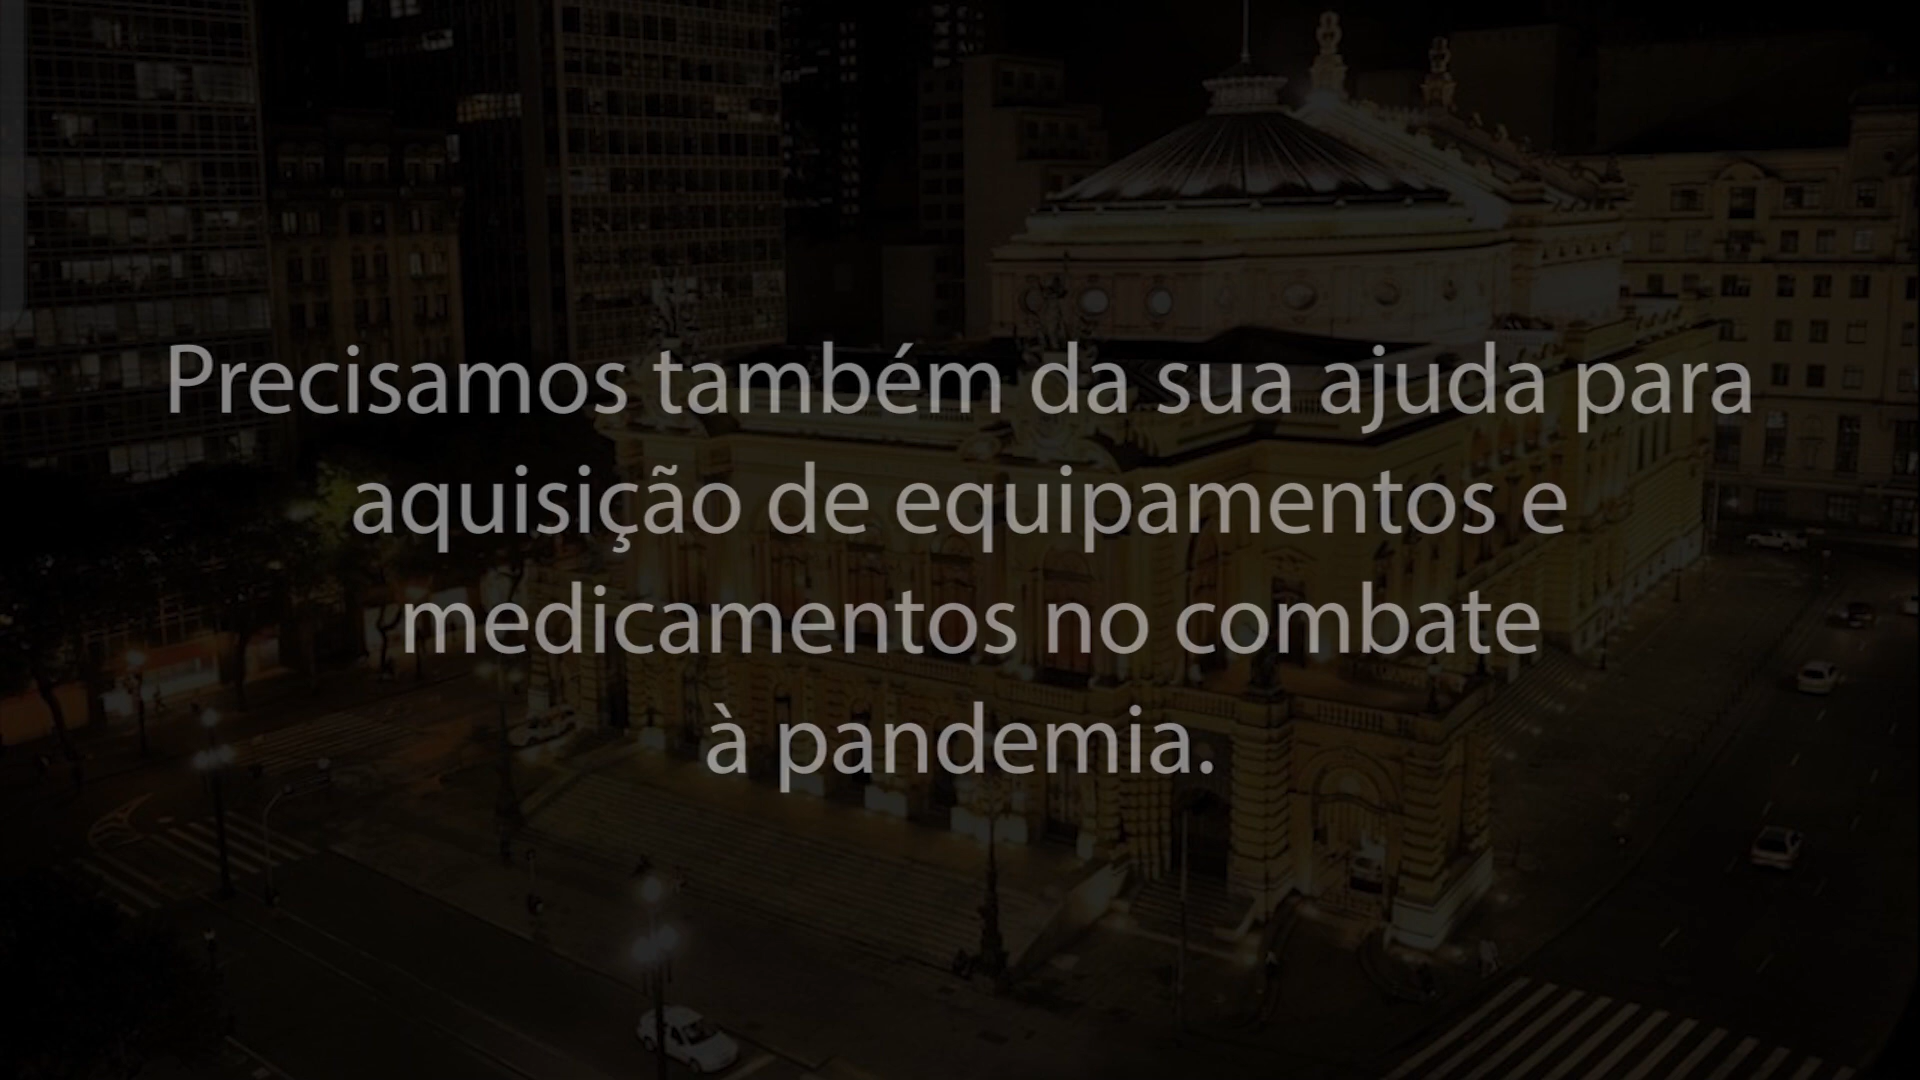 Precisamos também da sua ajuda para
aquisição de equipamentos e
medicamentos no combate
à pandemia.